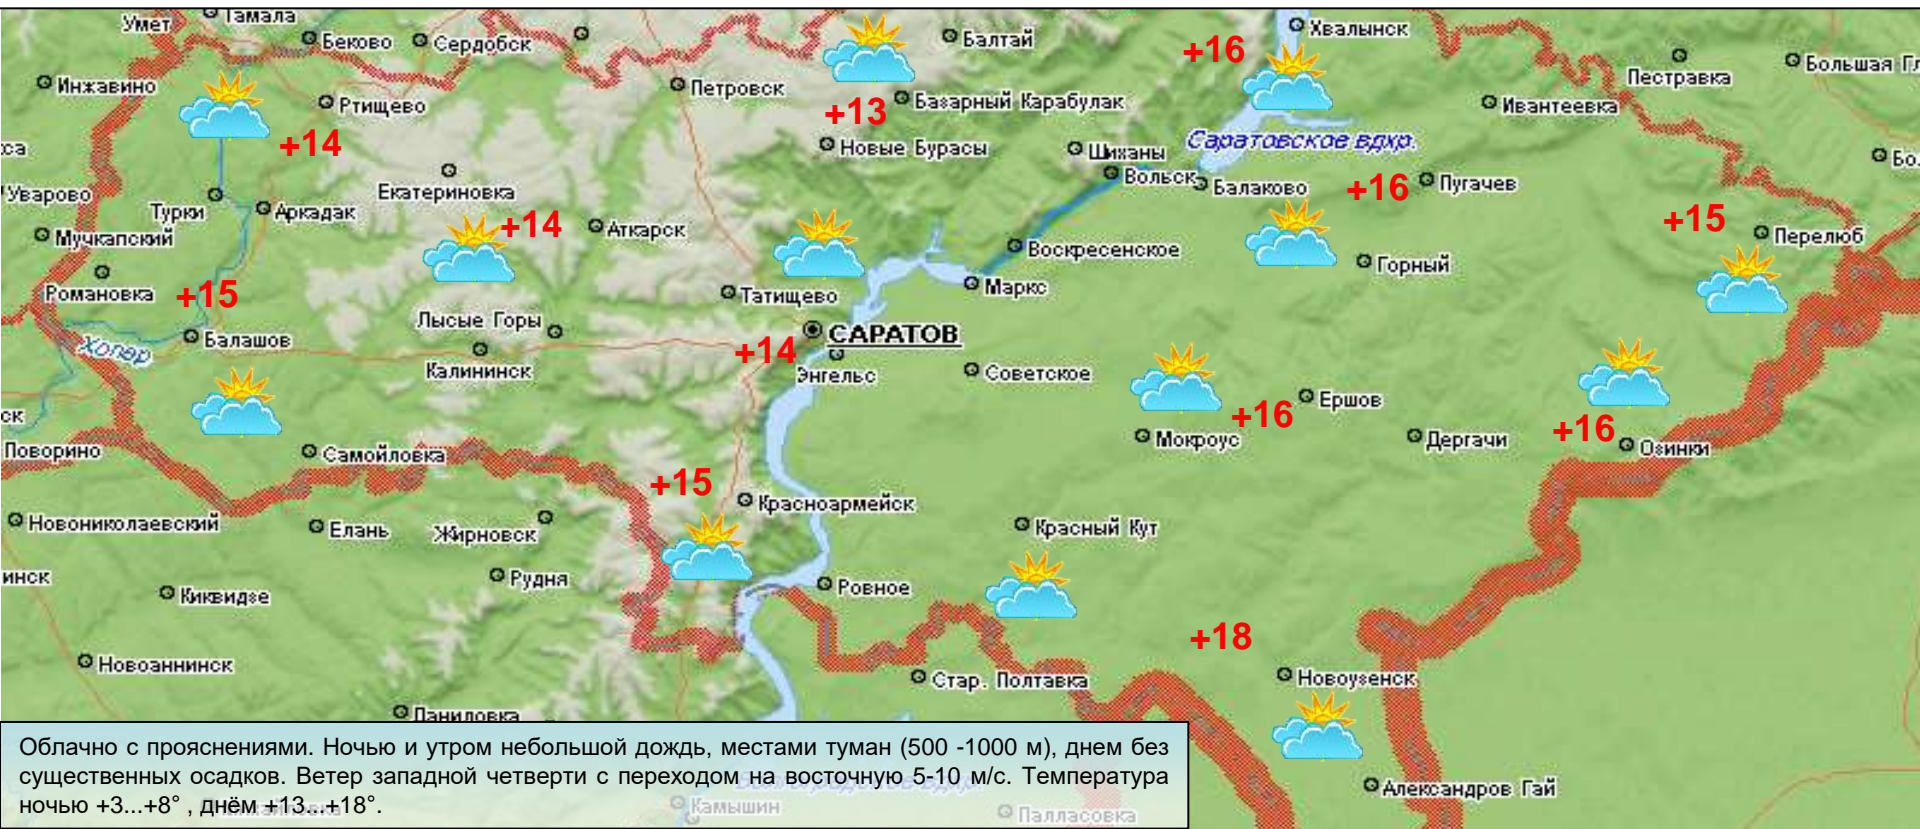 Умет
Тамала
Беково
Сердобск
Балтай
Хвалынск
+16
Пестравка
Большая Гл
Инжавино
Ртищево
Петровск
+13
Базарный Карабулак
Ивантеевка
+14
Новые Бурасы
Шиханы
Саратовское вдхр.
Бо.
Уварово
Екатериновка
Вольск
Балаково
+16
Пугачев
Турки
Аркадак
+14
Аткарск
+15
Перелюб
Мучкапский
Воскресенское
Горный
Романовка
+15
Татищево
Маркс
Лысые Горы
САРАТОВ
Хопер
Балашов
+14
Калининск
Энгельс
Советское
+16
Ершов
ск
Мокроус
Дергачи
+16
Озинки
Поворино
Самойловка
+15
Красноармейск
Новониколаевский
Елань
Жирновск
Красный Кут
инск
Рудня
Киквидзе
Ровное
+18
Новоаннинск
Стар. Полтавка
Новоузенск
Даниловка
Облачно с прояснениями. Ночью и утром небольшой дождь, местами туман (500 -1000 м), днем без
существенных осадков. Ветер западной четверти с переходом на восточную 5-10 м/с. Температура
ночью +3...+8° , днём +13...+18°.
Александров Гай
Камышин
Палласовка